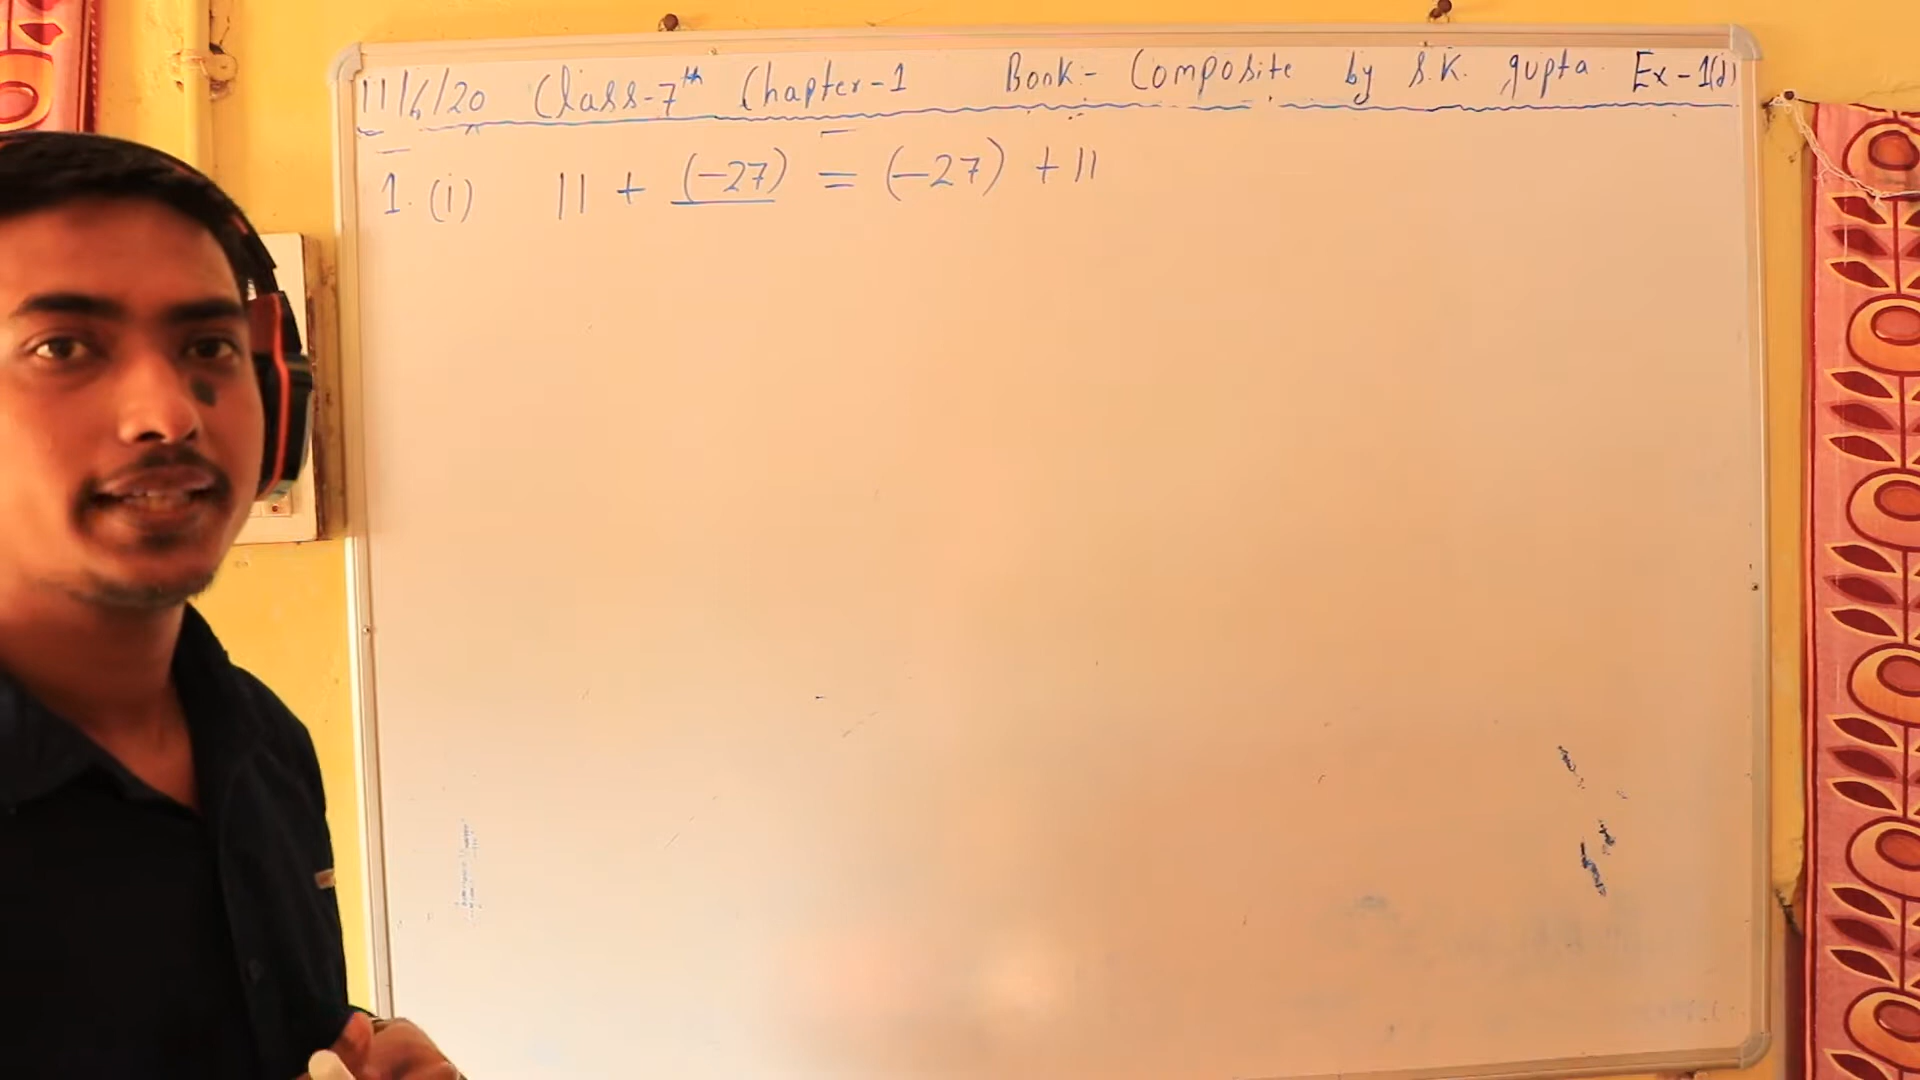 11/6/20 Class-7th Chapter-1 Book- Composite by S.K. gupta. Ex-1(d)
1. (i) 11 + (-27) = (-27) + 11